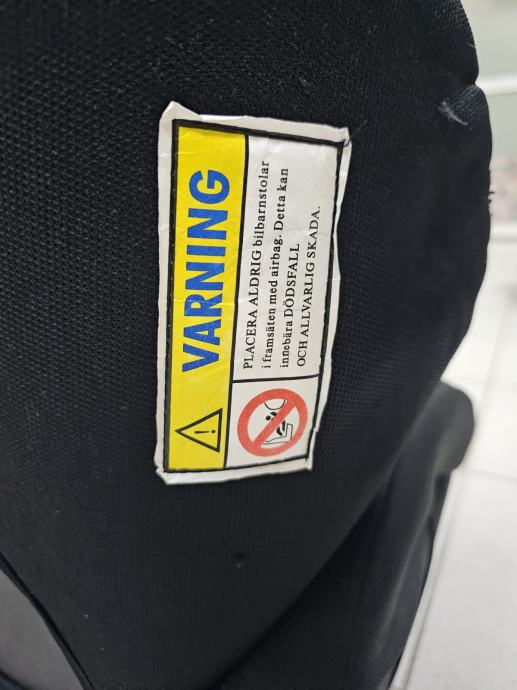 VARNING
PLACERA ALDRIG bilbarnstolar
i framsäten med airbag. Detta kan
innebära DÖDSFALL
OCH ALLVARLIG SKADA.